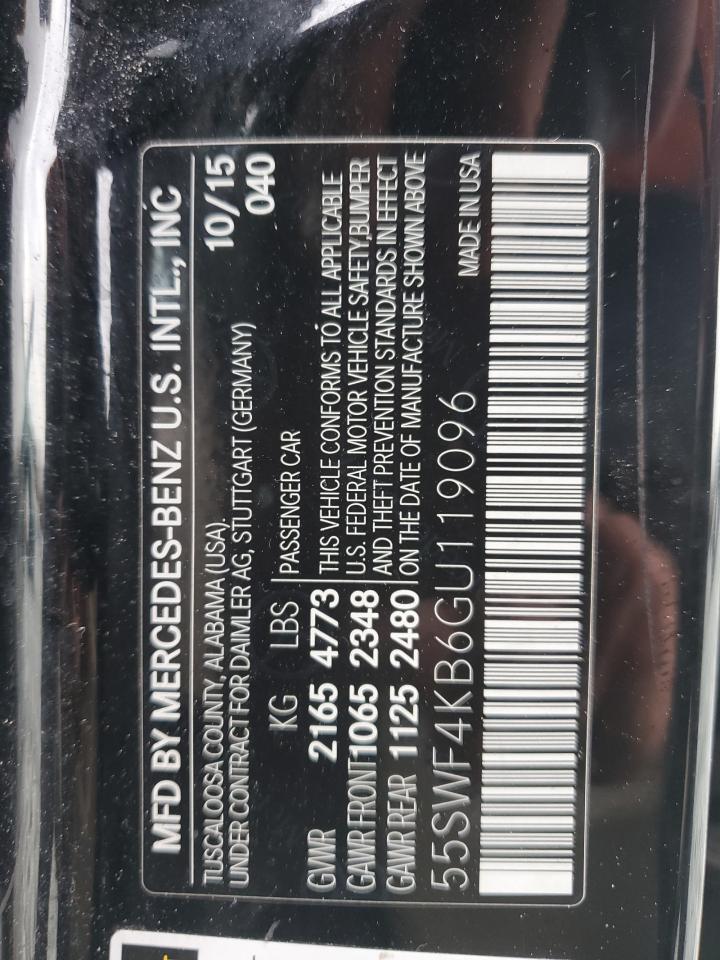 MFD BY MERCEDES-BENZ U.S. INTL., INC
TUSCALOOSA COUNTY, ALABAMA (USA), 10/15
UNDER CONTRACT FOR DAIMLER AG, STUTTGART (GERMANY) 040
KG LBS PASSENGER CAR
GVWR 2165 4773 THIS VEHICLE CONFORMS TO ALL APPLICABLE
GAWR FRONT 1065 2348 U.S. FEDERAL MOTOR VEHICLE SAFETY,BUMPER
GAWR REAR 1125 2480 AND THEFT PREVENTION STANDARDS IN EFFECT
ON THE DATE OF MANUFACTURE SHOWN ABOVE
55SWF4KB6GU119096 MADE IN USA